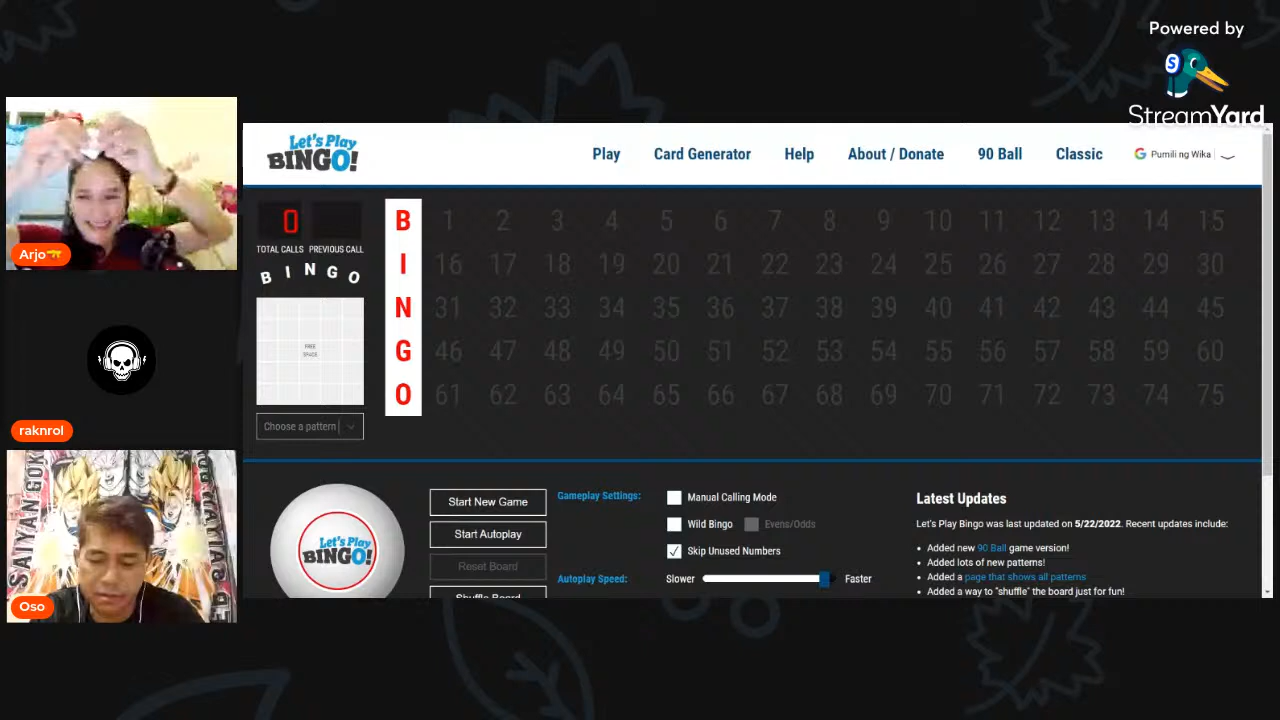 Powered by
StreamYard
Let's Play
BINGO!
Play
Card Generator
Help
About / Donate
90 Ball
Classic
Pumili ng Wika
0
TOTAL CALLS
PREVIOUS CALL
B I N G O
FREE
SPACE
Choose a pattern
B 1 2 3 4 5 6 7 8 9 10 11 12 13 14 15
I 16 17 18 19 20 21 22 23 24 25 26 27 28 29 30
N 31 32 33 34 35 36 37 38 39 40 41 42 43 44 45
G 46 47 48 49 50 51 52 53 54 55 56 57 58 59 60
O 61 62 63 64 65 66 67 68 69 70 71 72 73 74 75
Let's Play
BINGO!
Start New Game
Start Autoplay
Reset Board
Shuffle Board
Gameplay Settings:
Manual Calling Mode
Wild Bingo
Evens/Odds
Skip Unused Numbers
Autoplay Speed:
Slower
Faster
Latest Updates
Let's Play Bingo was last updated on 5/22/2022. Recent updates include:
Added new 90 Ball game version!
Added lots of new patterns!
Added a page that shows all patterns
Added a way to "shuffle" the board just for fun!
Arjo
raknrol
SAIYAN GOKU
Oso